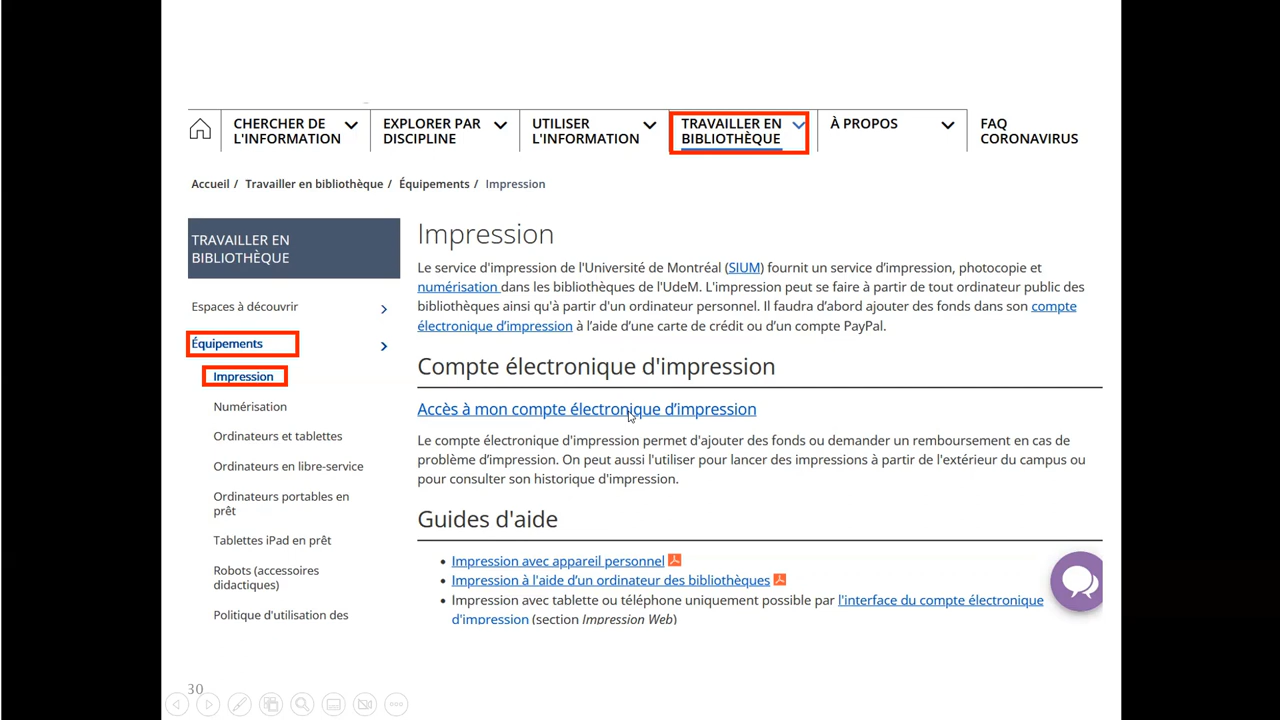 CHERCHER DE
L'INFORMATION
EXPLORER PAR
DISCIPLINE
UTILISER
L'INFORMATION
TRAVAILLER EN
BIBLIOTHÈQUE
À PROPOS
FAQ
CORONAVIRUS
Accueil / Travailler en bibliothèque / Équipements / Impression
TRAVAILLER EN
BIBLIOTHÈQUE
Espaces à découvrir
Équipements
Impression
Numérisation
Ordinateurs et tablettes
Ordinateurs en libre-service
Ordinateurs portables en
prêt
Tablettes iPad en prêt
Robots (accessoires
didactiques)
Politique d'utilisation des
Impression
Le service d'impression de l'Université de Montréal (SIUM) fournit un service d’impression, photocopie et
numérisation dans les bibliothèques de l'UdeM. L'impression peut se faire à partir de tout ordinateur public des
bibliothèques ainsi qu'à partir d'un ordinateur personnel. Il faudra d’abord ajouter des fonds dans son compte
électronique d’impression à l’aide d’une carte de crédit ou d’un compte PayPal.
Compte électronique d'impression
Accès à mon compte électronique d’impression
Le compte électronique d'impression permet d'ajouter des fonds ou demander un remboursement en cas de
problème d’impression. On peut aussi l'utiliser pour lancer des impressions à partir de l'extérieur du campus ou
pour consulter son historique d'impression.
Guides d'aide
• Impression avec appareil personnel
• Impression à l'aide d’un ordinateur des bibliothèques
• Impression avec tablette ou téléphone uniquement possible par l'interface du compte électronique
d'impression (section Impression Web)
30